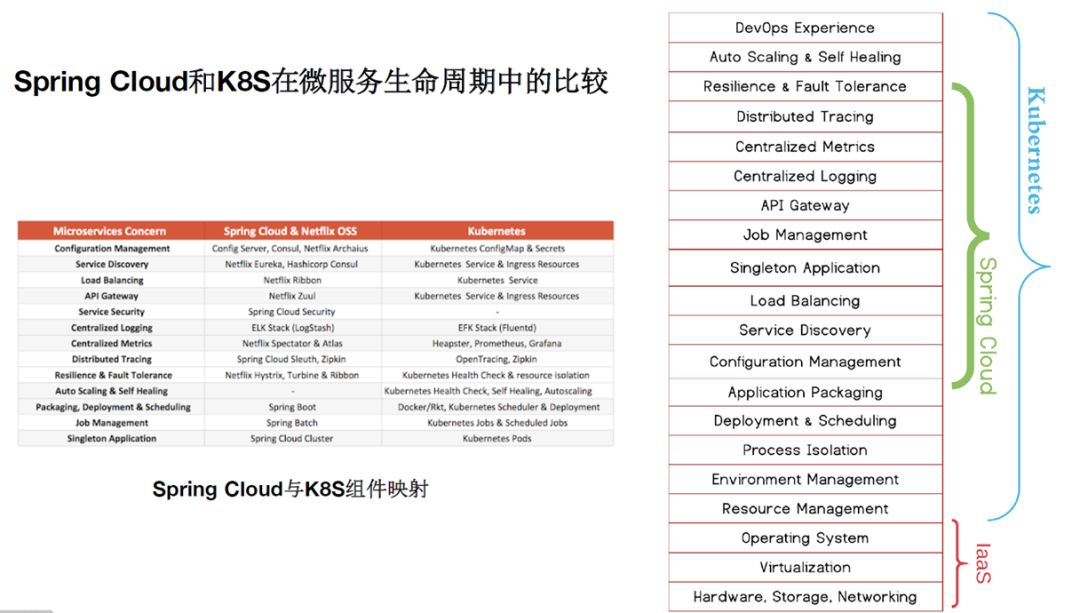 Spring Cloud和K8S在微服务生命周期中的比较
Microservices Concern Spring Cloud & Netflix OSS Kubernetes
Configuration Management Config Server, Consul, Netflix Archaius Kubernetes ConfigMap & Secrets
Service Discovery Netflix Eureka, Hashicorp Consul Kubernetes Service & Ingress Resources
Load Balancing Netflix Ribbon Kubernetes Service
API Gateway Netflix Zuul Kubernetes Service & Ingress Resources
Service Security Spring Cloud Security -
Centralized Logging ELK Stack (LogStash) EFK Stack (Fluentd)
Centralized Metrics Netflix Spectator & Atlas Heapster, Prometheus, Grafana
Distributed Tracing Spring Cloud Sleuth, Zipkin OpenTracing, Zipkin
Resilience & Fault Tolerance Netflix Hystrix, Turbine & Ribbon Kubernetes Health Check & resource isolation
Auto Scaling & Self Healing - Kubernetes Health Check, Self Healing, Autoscaling
Packaging, Deployment & Scheduling Spring Boot Docker/Rkt, Kubernetes Scheduler & Deployment
Job Management Spring Batch Kubernetes Jobs & Scheduled Jobs
Singleton Application Spring Cloud Cluster Kubernetes Pods
Spring Cloud与K8S组件映射
DevOps Experience
Auto Scaling & Self Healing
Resilience & Fault Tolerance
Distributed Tracing
Centralized Metrics
Centralized Logging
API Gateway
Job Management
Singleton Application
Load Balancing
Service Discovery
Configuration Management
Application Packaging
Deployment & Scheduling
Process Isolation
Environment Management
Resource Management
Operating System
Virtualization
Hardware, Storage, Networking
Kubernetes
Spring Cloud
IaaS